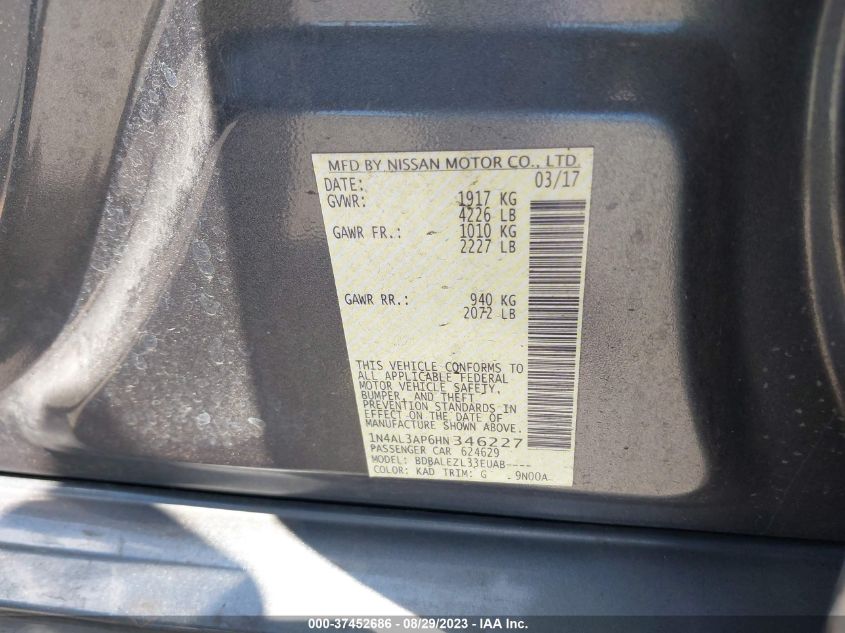 MFD BY NISSAN MOTOR CO., LTD.
DATE: 03/17
GVWR: 1917 KG
4226 LB
GAWR FR.: 1010 KG
2227 LB
GAWR RR.: 940 KG
2072 LB
THIS VEHICLE CONFORMS TO
ALL APPLICABLE FEDERAL
MOTOR VEHICLE SAFETY,
BUMPER, AND THEFT
PREVENTION STANDARDS IN
EFFECT ON THE DATE OF
MANUFACTURE SHOWN ABOVE.
1N4AL3AP6HN346227
PASSENGER CAR 624629
MODEL: BDBALEZL33EUAB----
COLOR: KAD TRIM: G 9N00A
000-37452686 - 08/29/2023 - IAA Inc.